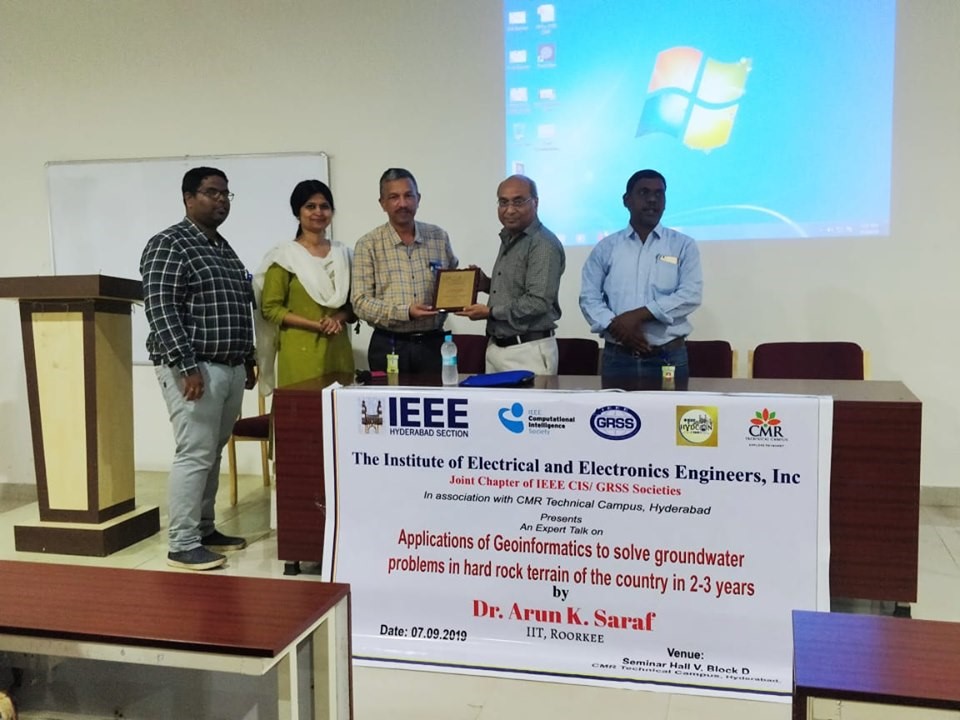 IEEE
HYDERABAD SECTION
IEEE
Computational
Intelligence
Society
GRSS
HYDCON
CMR
TECHNICAL CAMPUS
The Institute of Electrical and Electronics Engineers, Inc
Joint Chapter of IEEE CIS/ GRSS Societies
In association with CMR Technical Campus, Hyderabad
Presents
An Expert Talk on
Applications of Geoinformatics to solve groundwater
problems in hard rock terrain of the country in 2-3 years
by
Dr. Arun K. Saraf
IIT, ROORKEE
Date: 07.09.2019
Venue:
Seminar Hall V, Block D
CMR Technical Campus, Hyderabad.